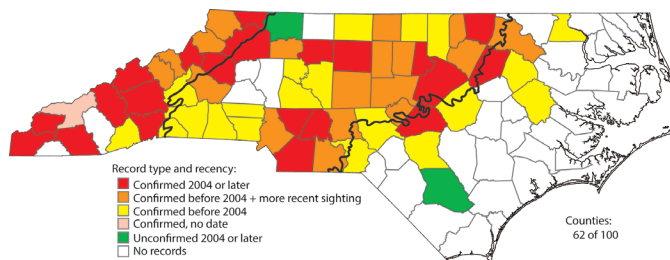 Record type and recency:
Confirmed 2004 or later
Confirmed before 2004 + more recent sighting
Confirmed before 2004
Confirmed, no date
Unconfirmed 2004 or later
No records
Counties:
62 of 100